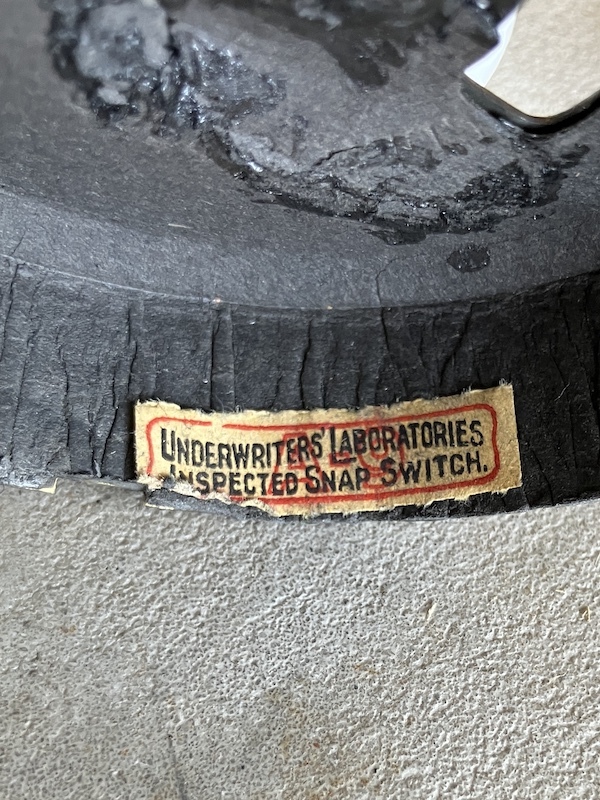 UNDERWRITERS' LABORATORIES
INSPECTED SNAP SWITCH.